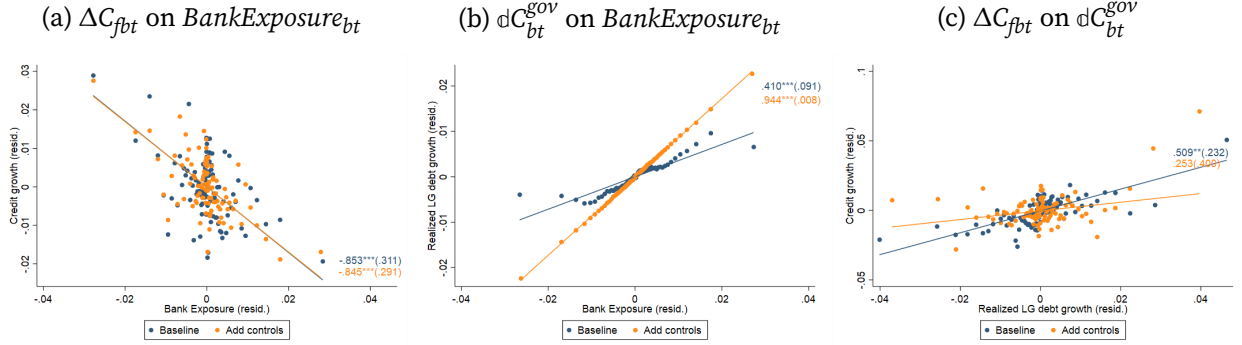 (a) ΔC_fbt on BankExposure_bt
Credit growth (resid.)
.03
.02
.01
0
-.01
-.02
-.853***(.311)
-.845***(.291)
-.04
-.02
0
.02
.04
Bank Exposure (resid.)
Baseline
Add controls
(b) dC_bt^gov on BankExposure_bt
Realized LG debt growth (resid.)
.02
.01
0
-.01
-.02
.410***(.091)
.944***(.008)
-.04
-.02
0
.02
.04
Bank Exposure (resid.)
Baseline
Add controls
(c) ΔC_fbt on dC_bt^gov
Credit growth (resid.)
.1
.05
0
-.05
.509**(.232)
.253(.400)
-.04
-.02
0
.02
.04
Realized LG debt growth (resid.)
Baseline
Add controls